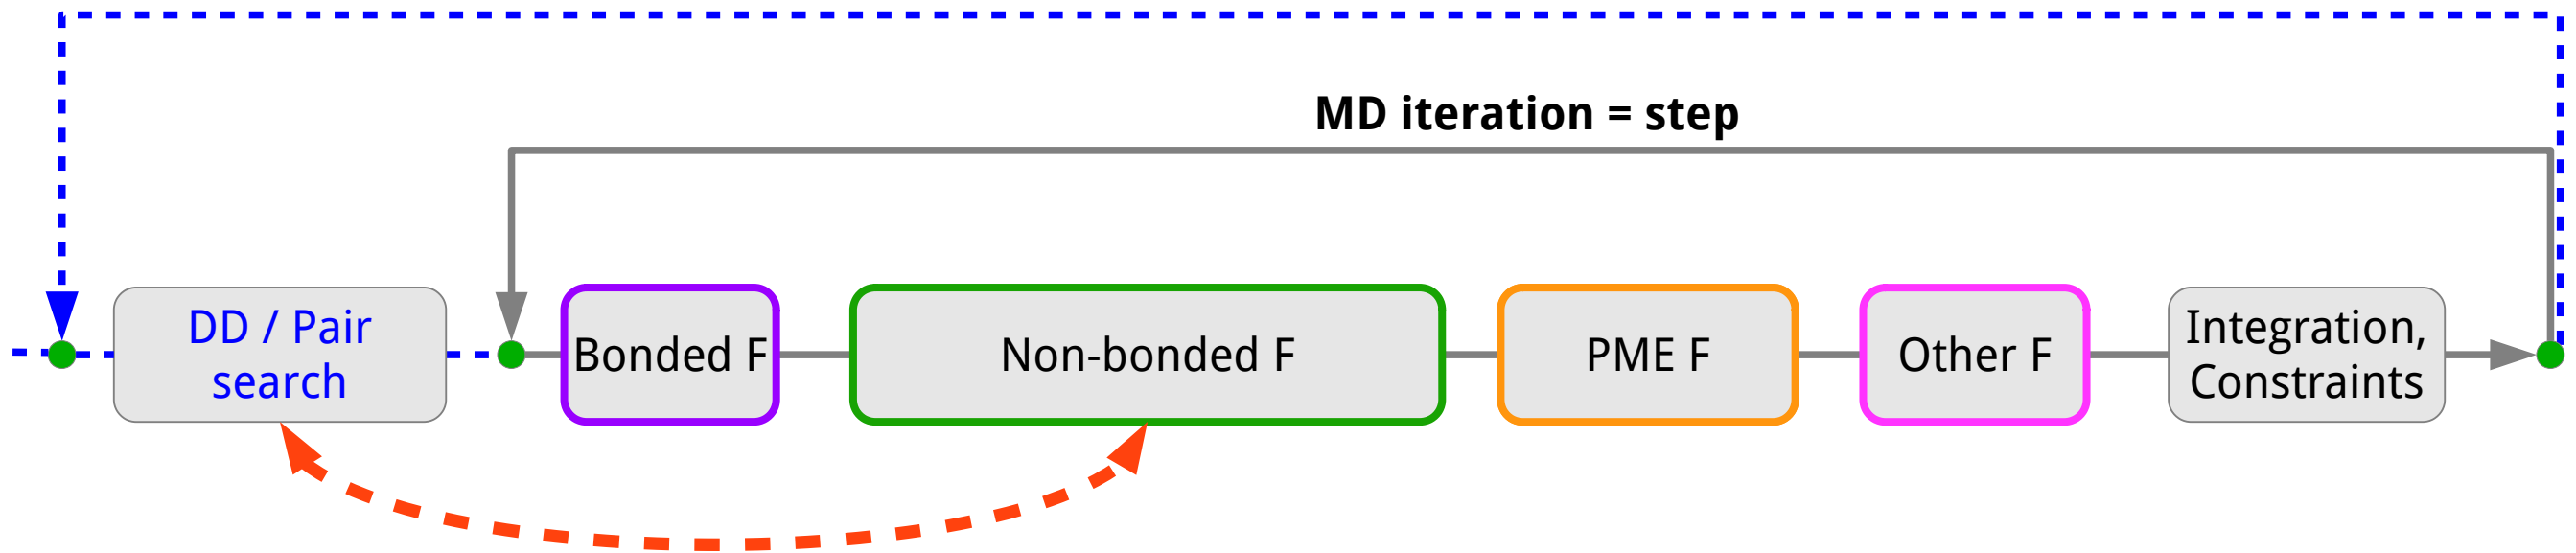 MD iteration = step
DD / Pair
search
Bonded F
Non-bonded F
PME F
Other F
Integration,
Constraints